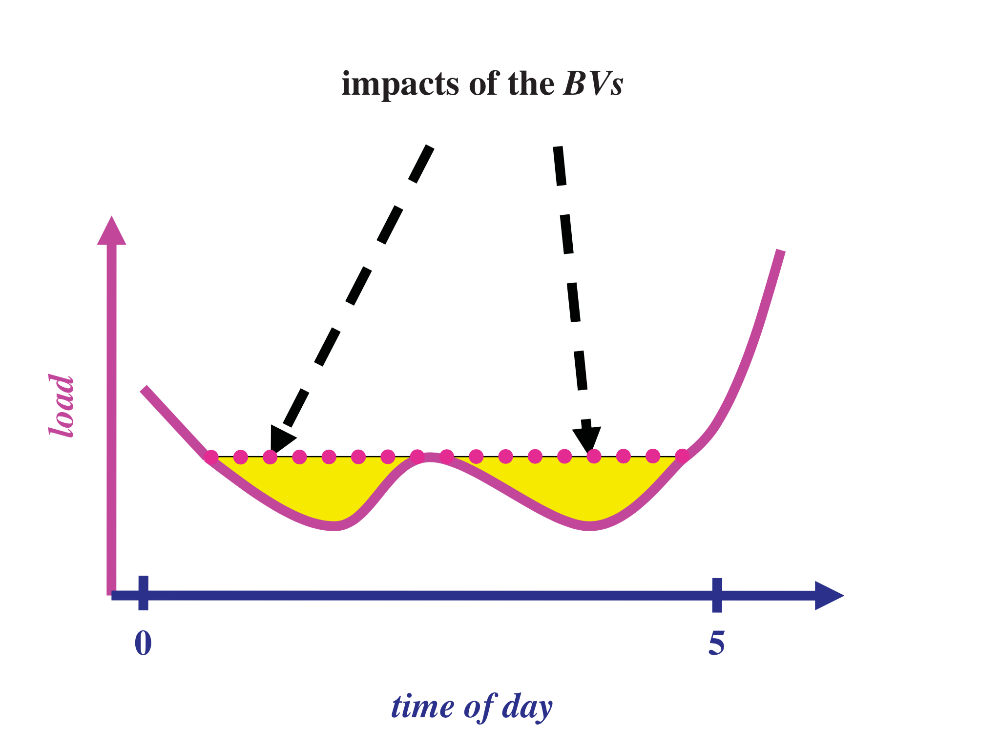 impacts of the BVs
load
0
5
time of day